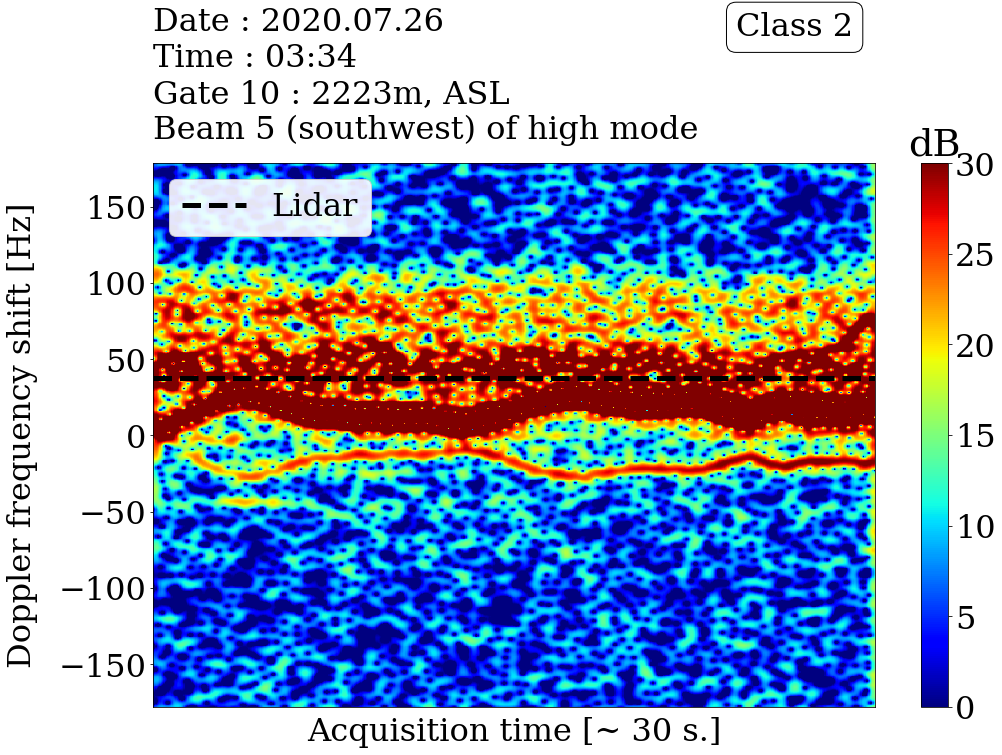 Date : 2020.07.26
Time : 03:34
Gate 10 : 2223m, ASL
Beam 5 (southwest) of high mode
Class 2
Lidar
Doppler frequency shift [Hz]
150
100
50
0
−50
−100
−150
Acquisition time [~ 30 s.]
dB
30
25
20
15
10
5
0